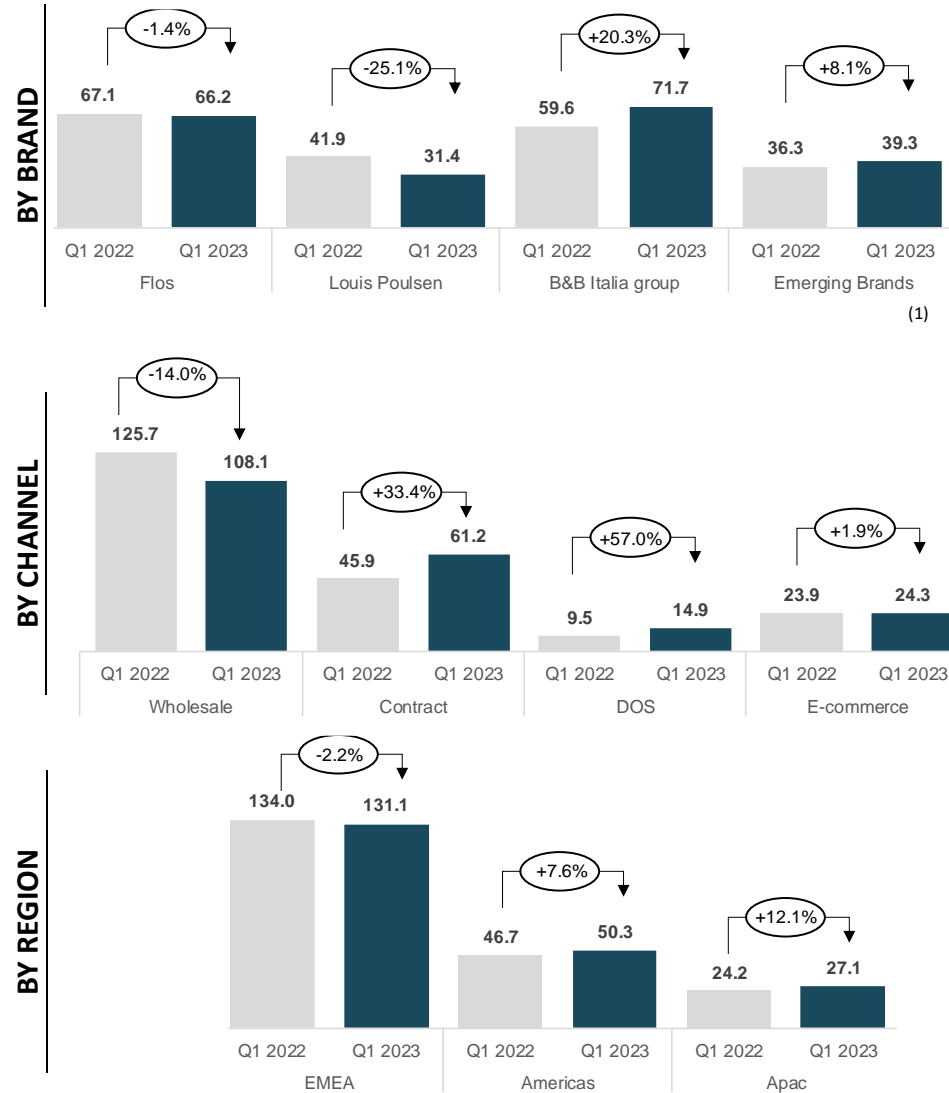 BY BRAND
-1.4%
-25.1%
+20.3%
+8.1%
67.1
66.2
41.9
31.4
59.6
71.7
36.3
39.3
Q1 2022
Q1 2023
Q1 2022
Q1 2023
Q1 2022
Q1 2023
Q1 2022
Q1 2023
Flos
Louis Poulsen
B&B Italia group
Emerging Brands
(1)
BY CHANNEL
-14.0%
+33.4%
+57.0%
+1.9%
125.7
108.1
45.9
61.2
9.5
14.9
23.9
24.3
Q1 2022
Q1 2023
Q1 2022
Q1 2023
Q1 2022
Q1 2023
Q1 2022
Q1 2023
Wholesale
Contract
DOS
E-commerce
BY REGION
-2.2%
+7.6%
+12.1%
134.0
131.1
46.7
50.3
24.2
27.1
Q1 2022
Q1 2023
Q1 2022
Q1 2023
Q1 2022
Q1 2023
EMEA
Americas
Apac